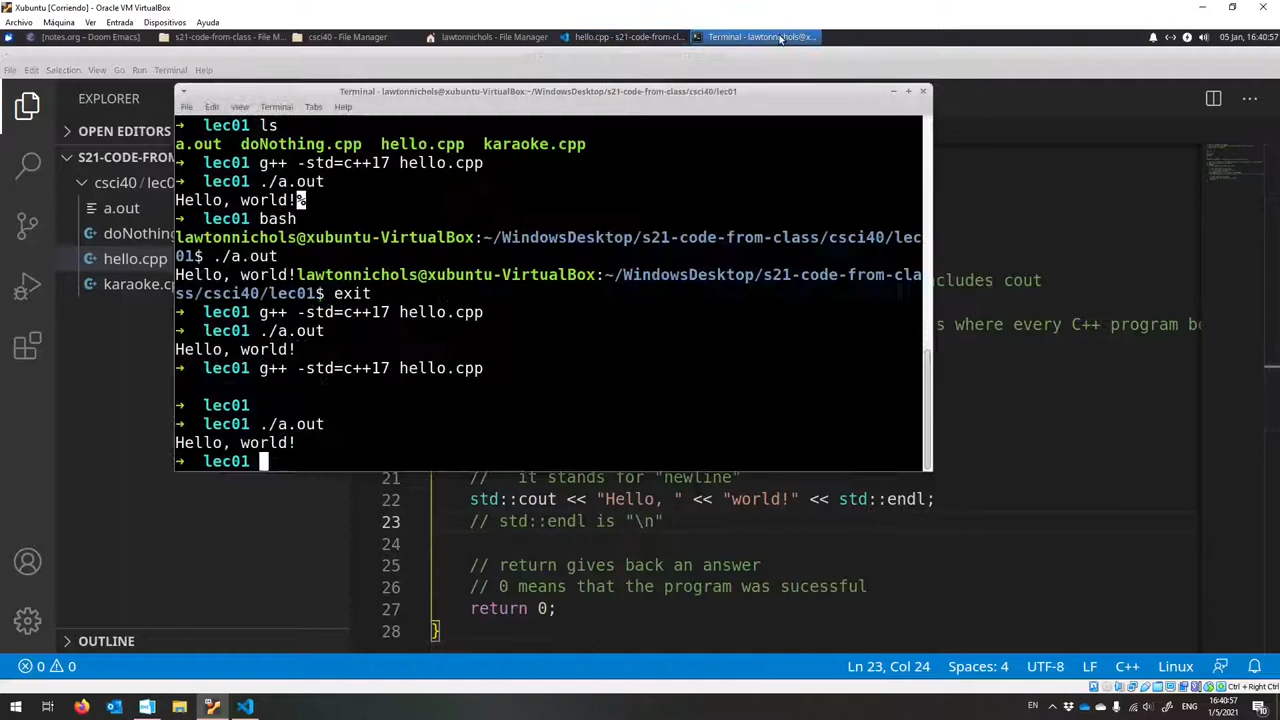 Xubuntu [Corriendo] - Oracle VM VirtualBox
Archivo Máquina Ver Entrada Dispositivos Ayuda
[notes.org ~ Doom Emacs] s21-code-from-class - File M... csci40 - File Manager lawtonnichols - File Manager hello.cpp - s21-code-from-cl... Terminal - lawtonnichols@x... 05 Jan, 16:40:57
File Edit Selection View Go Run Terminal Help
EXPLORER
OPEN EDITORS
S21-CODE-FROM
csci40 / lec0
a.out
doNothing
hello.cpp
karaoke.cp
OUTLINE
Terminal - lawtonnichols@xubuntu-VirtualBox:~/WindowsDesktop/s21-code-from-class/csci40/lec01
File Edit View Terminal Tabs Help
➜ lec01 ls
a.out doNothing.cpp hello.cpp karaoke.cpp
➜ lec01 g++ -std=c++17 hello.cpp
➜ lec01 ./a.out
Hello, world!%
➜ lec01 bash
lawtonnichols@xubuntu-VirtualBox:~/WindowsDesktop/s21-code-from-class/csci40/lec
01$ ./a.out
Hello, world!lawtonnichols@xubuntu-VirtualBox:~/WindowsDesktop/s21-code-from-cla
ss/csci40/lec01$ exit
➜ lec01 g++ -std=c++17 hello.cpp
➜ lec01 ./a.out
Hello, world!
➜ lec01 g++ -std=c++17 hello.cpp
➜ lec01
➜ lec01 ./a.out
Hello, world!
➜ lec01
cludes cout
s where every C++ program be
21 // it stands for "newline"
22 std::cout << "Hello, " << "world!" << std::endl;
23 // std::endl is "\n"
24
25 // return gives back an answer
26 // 0 means that the program was sucessful
27 return 0;
28 }
0 0 Ln 23, Col 24 Spaces: 4 UTF-8 LF C++ Linux
Ctrl + Right Ctrl
EN ENG 16:40:57
1/5/2021